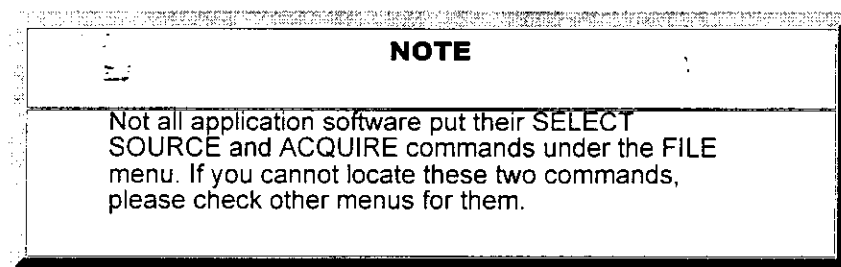 NOTE
Not all application software put their SELECT
SOURCE and ACQUIRE commands under the FILE
menu. If you cannot locate these two commands,
please check other menus for them.